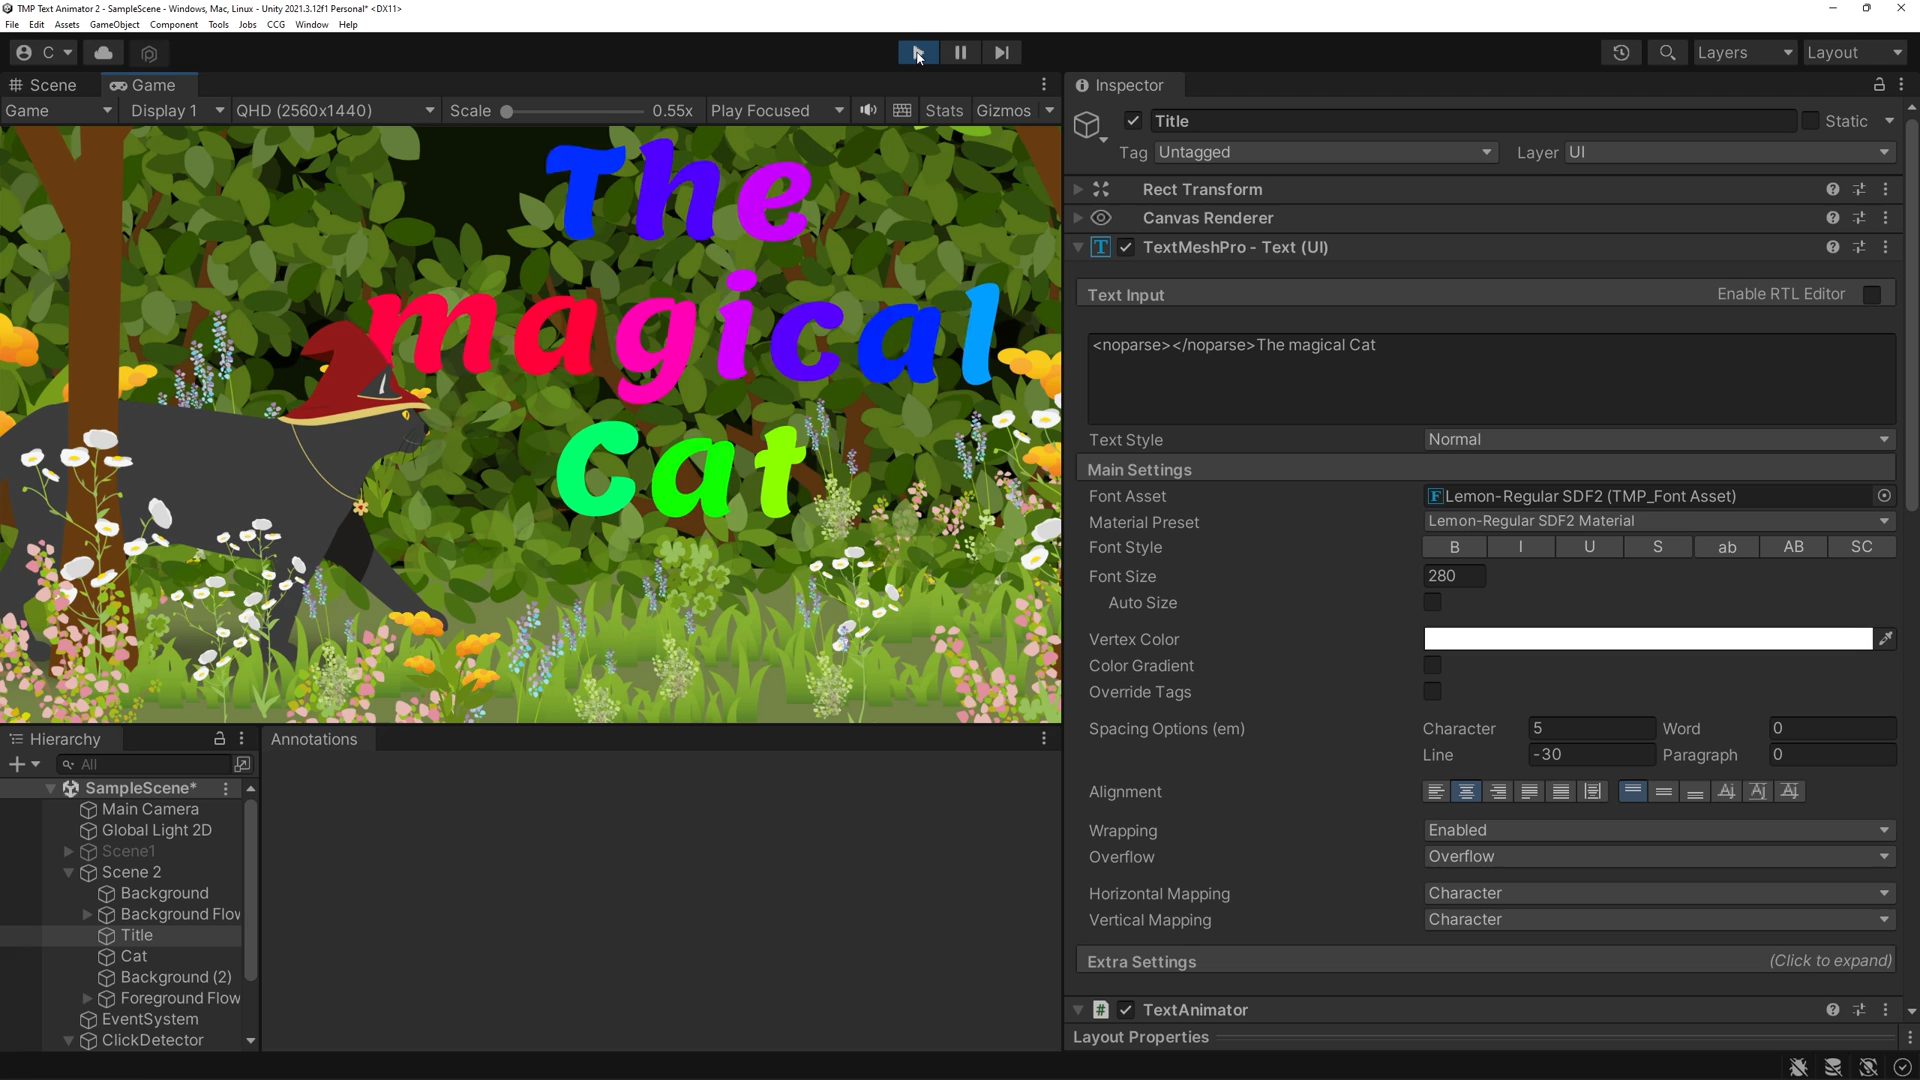 TMP Text Animator 2 - SampleScene - Windows, Mac, Linux - Unity 2021.3.12f1 Personal* <DX11>
File Edit Assets GameObject Component Tools Jobs CCG Window Help
C
Layers
Layout
Scene
Game
Game
Display 1
QHD (2560x1440)
Scale
0.55x
Play Focused
Stats
Gizmos
The
magical
Cat
Hierarchy
All
SampleScene*
Main Camera
Global Light 2D
Scene1
Scene 2
Background
Background Flow
Title
Cat
Background (2)
Foreground Flow
EventSystem
ClickDetector
Annotations
Inspector
Title
Static
Tag Untagged
Layer UI
Rect Transform
Canvas Renderer
TextMeshPro - Text (UI)
Text Input
Enable RTL Editor
<noparse></noparse>The magical Cat
Text Style Normal
Main Settings
Font Asset Lemon-Regular SDF2 (TMP_Font Asset)
Material Preset Lemon-Regular SDF2 Material
Font Style B I U S ab AB SC
Font Size 280
Auto Size
Vertex Color
Color Gradient
Override Tags
Spacing Options (em) Character 5 Word 0
Line -30 Paragraph 0
Alignment
Wrapping Enabled
Overflow Overflow
Horizontal Mapping Character
Vertical Mapping Character
Extra Settings (Click to expand)
TextAnimator
Layout Properties